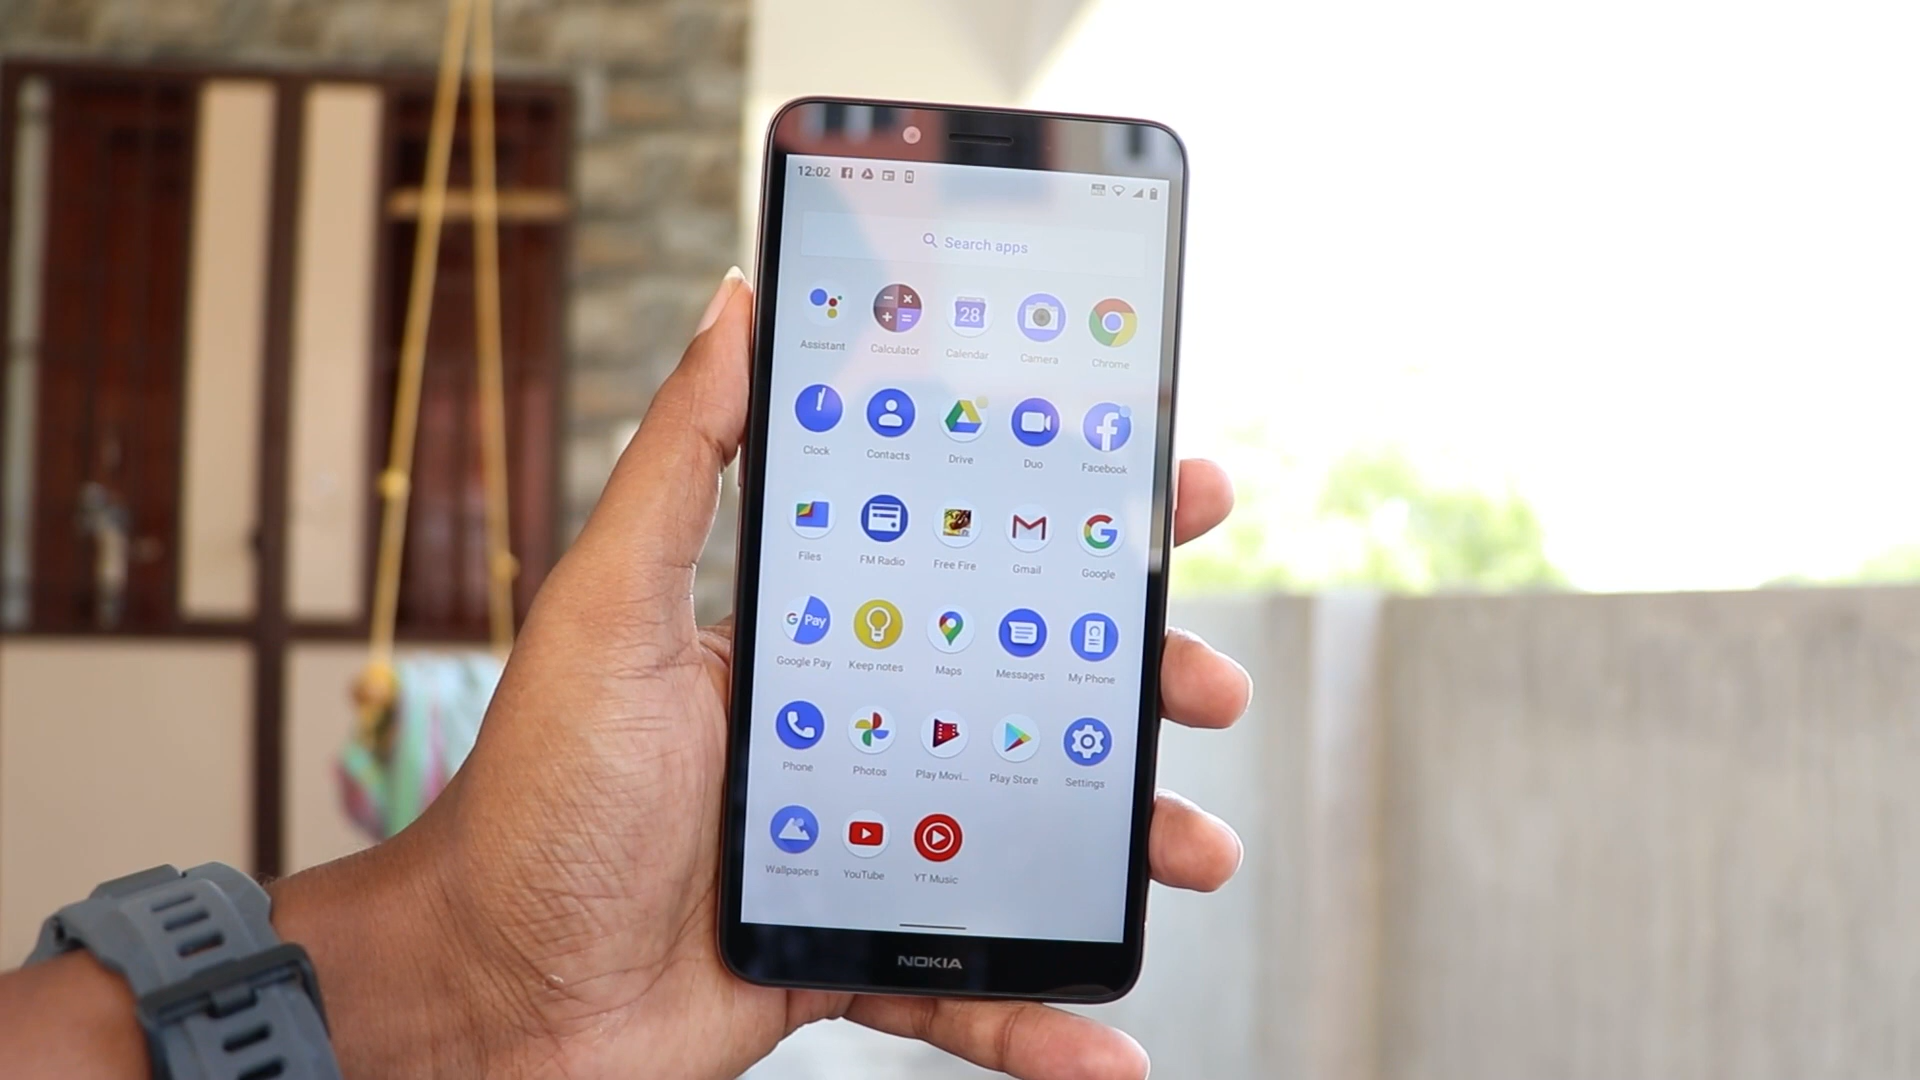 12:02
Search apps
28
Assistant Calculator Calendar Camera Chrome
Clock Contacts Drive Duo Facebook
Files FM Radio Free Fire Gmail Google
G Pay
Google Pay Keep notes Maps Messages My Phone
Phone Photos Play Movi... Play Store Settings
Wallpapers YouTube YT Music
NOKIA